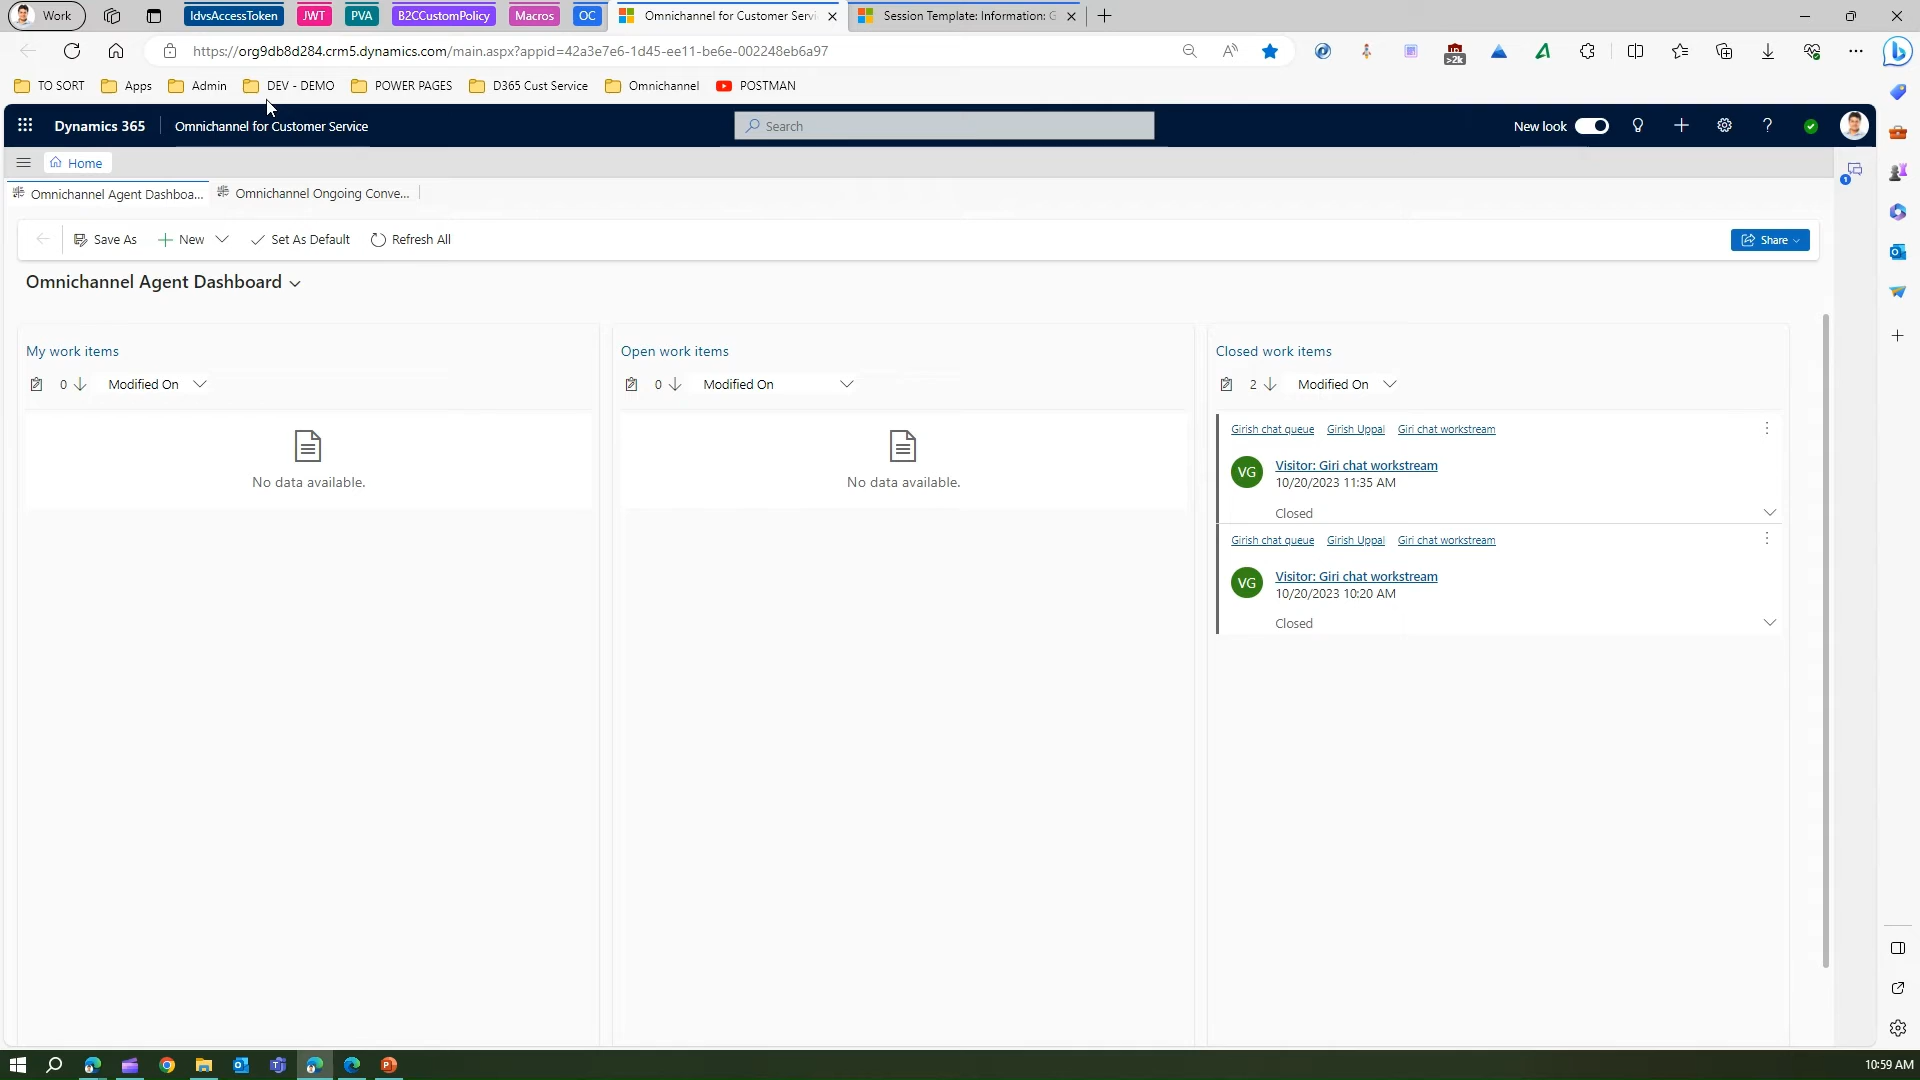 Work
IdvsAccessToken
JWT
PVA
B2CCustomPolicy
Macros
OC
Omnichannel for Customer Servi
Session Template: Information: G
https://org9db8d284.crm5.dynamics.com/main.aspx?appid=42a3e7e6-1d45-ee11-be6e-002248eb6a97
>2k
TO SORT
Apps
Admin
DEV - DEMO
POWER PAGES
D365 Cust Service
Omnichannel
POSTMAN
Dynamics 365
Omnichannel for Customer Service
Search
New look
Home
1
Omnichannel Agent Dashboa...
Omnichannel Ongoing Conve...
Save As
New
Set As Default
Refresh All
Share
Omnichannel Agent Dashboard
My work items
0
Modified On
No data available.
Open work items
0
Modified On
No data available.
Closed work items
2
Modified On
Girish chat queue Girish Uppal Giri chat workstream
VG
Visitor: Giri chat workstream
10/20/2023 11:35 AM
Closed
Girish chat queue Girish Uppal Giri chat workstream
VG
Visitor: Giri chat workstream
10/20/2023 10:20 AM
Closed
10:59 AM